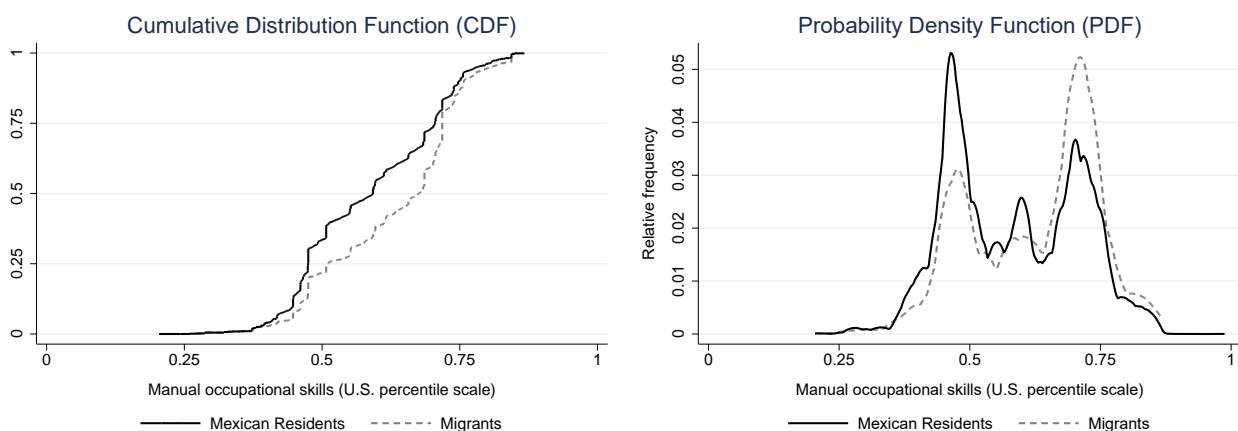 Cumulative Distribution Function (CDF)
1
0.75
0.5
0.25
0
0
0.25
0.5
0.75
1
Manual occupational skills (U.S. percentile scale)
Mexican Residents
Migrants
Probability Density Function (PDF)
Relative frequency
0.05
0.04
0.03
0.02
0.01
0
0
0.25
0.5
0.75
1
Manual occupational skills (U.S. percentile scale)
Mexican Residents
Migrants